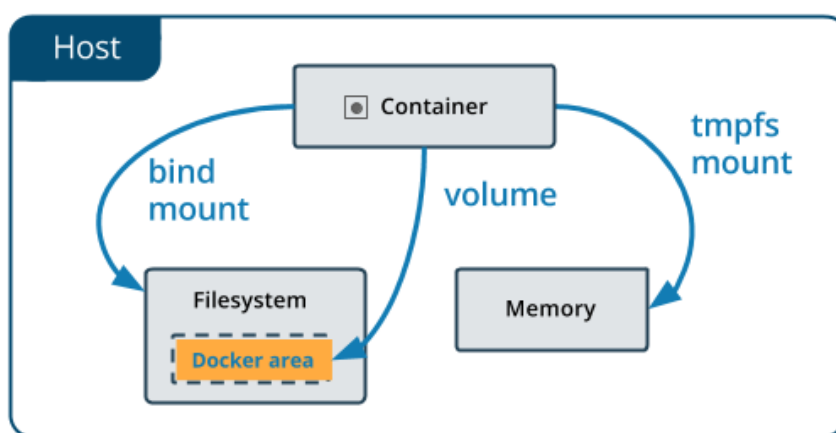 Host
Container
bind
mount
volume
tmpfs
mount
Filesystem
Docker area
Memory